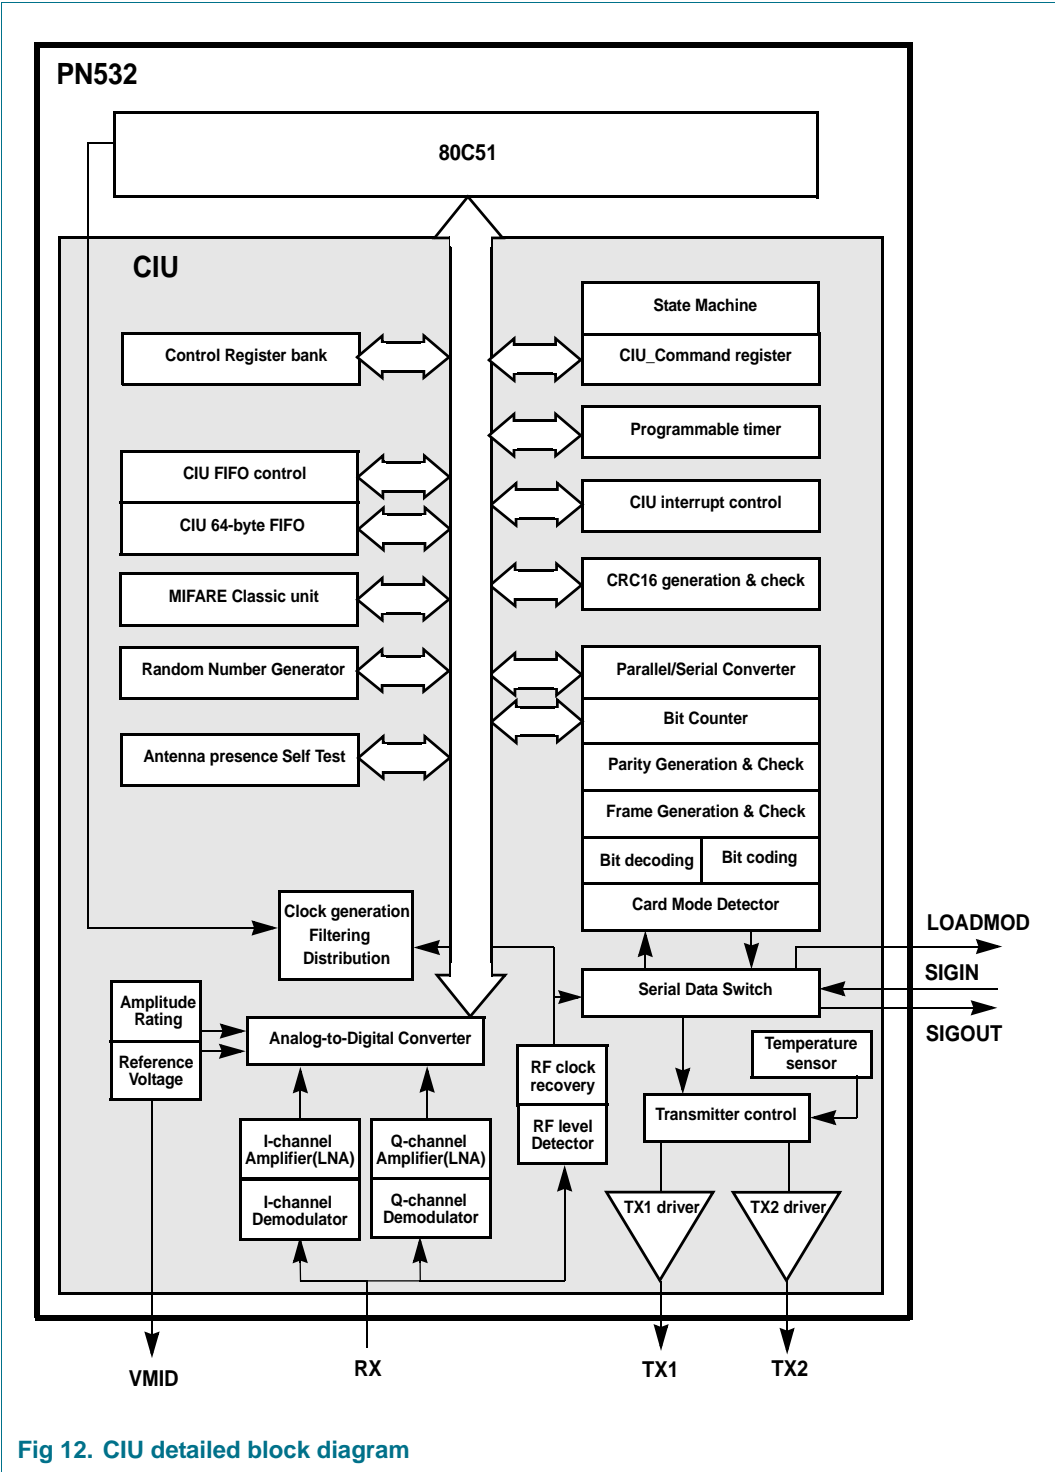 PN532
80C51
CIU
State Machine
Control Register bank
CIU_Command register
Programmable timer
CIU FIFO control
CIU interrupt control
CIU 64-byte FIFO
CRC16 generation & check
MIFARE Classic unit
Random Number Generator
Parallel/Serial Converter
Bit Counter
Antenna presence Self Test
Parity Generation & Check
Frame Generation & Check
Bit decoding
Bit coding
Card Mode Detector
Clock generation
Filtering
Distribution
LOADMOD
SIGIN
Serial Data Switch
SIGOUT
Amplitude
Rating
Analog-to-Digital Converter
Reference
Voltage
Temperature
sensor
RF clock
recovery
RF level
Detector
Transmitter control
I-channel
Amplifier(LNA)
Q-channel
Amplifier(LNA)
I-channel
Demodulator
Q-channel
Demodulator
TX1 driver
TX2 driver
VMID
RX
TX1
TX2
Fig 12. CIU detailed block diagram